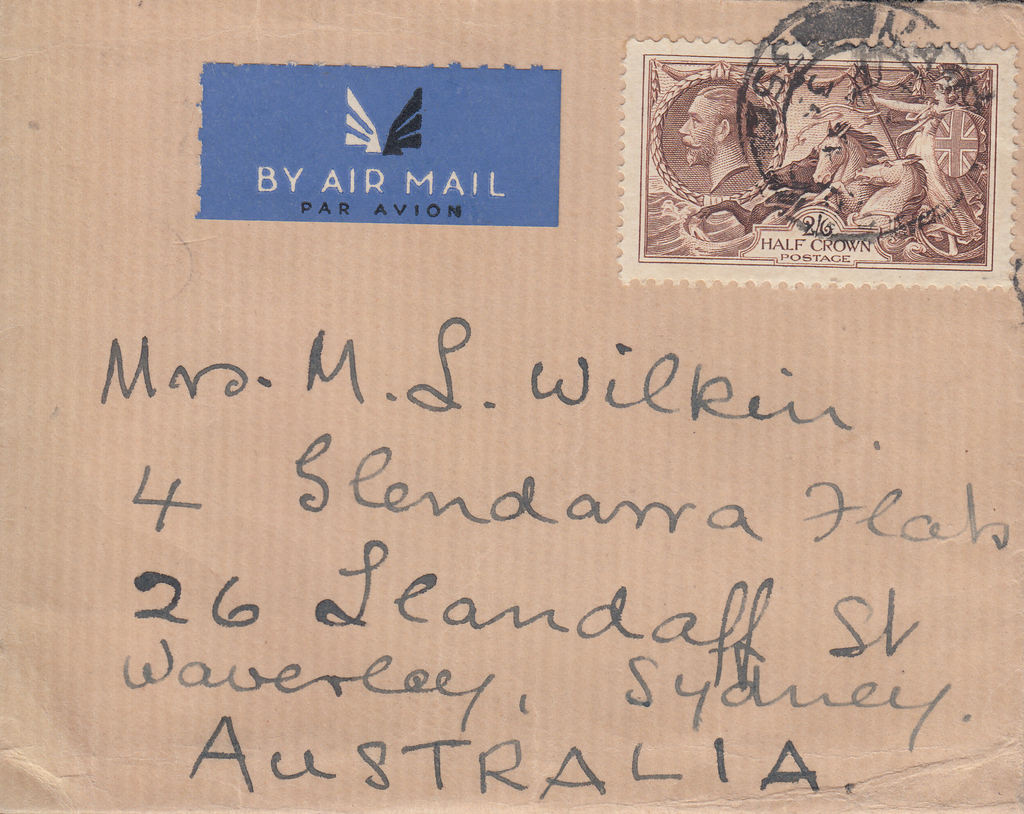 BY AIR MAIL
PAR AVION
2/6
HALF CROWN
POSTAGE
Mrs. M. L. Wilkin.
4 Glendarra Flats
26 Llandaff St
Waverley, Sydney.
AUSTRALIA.